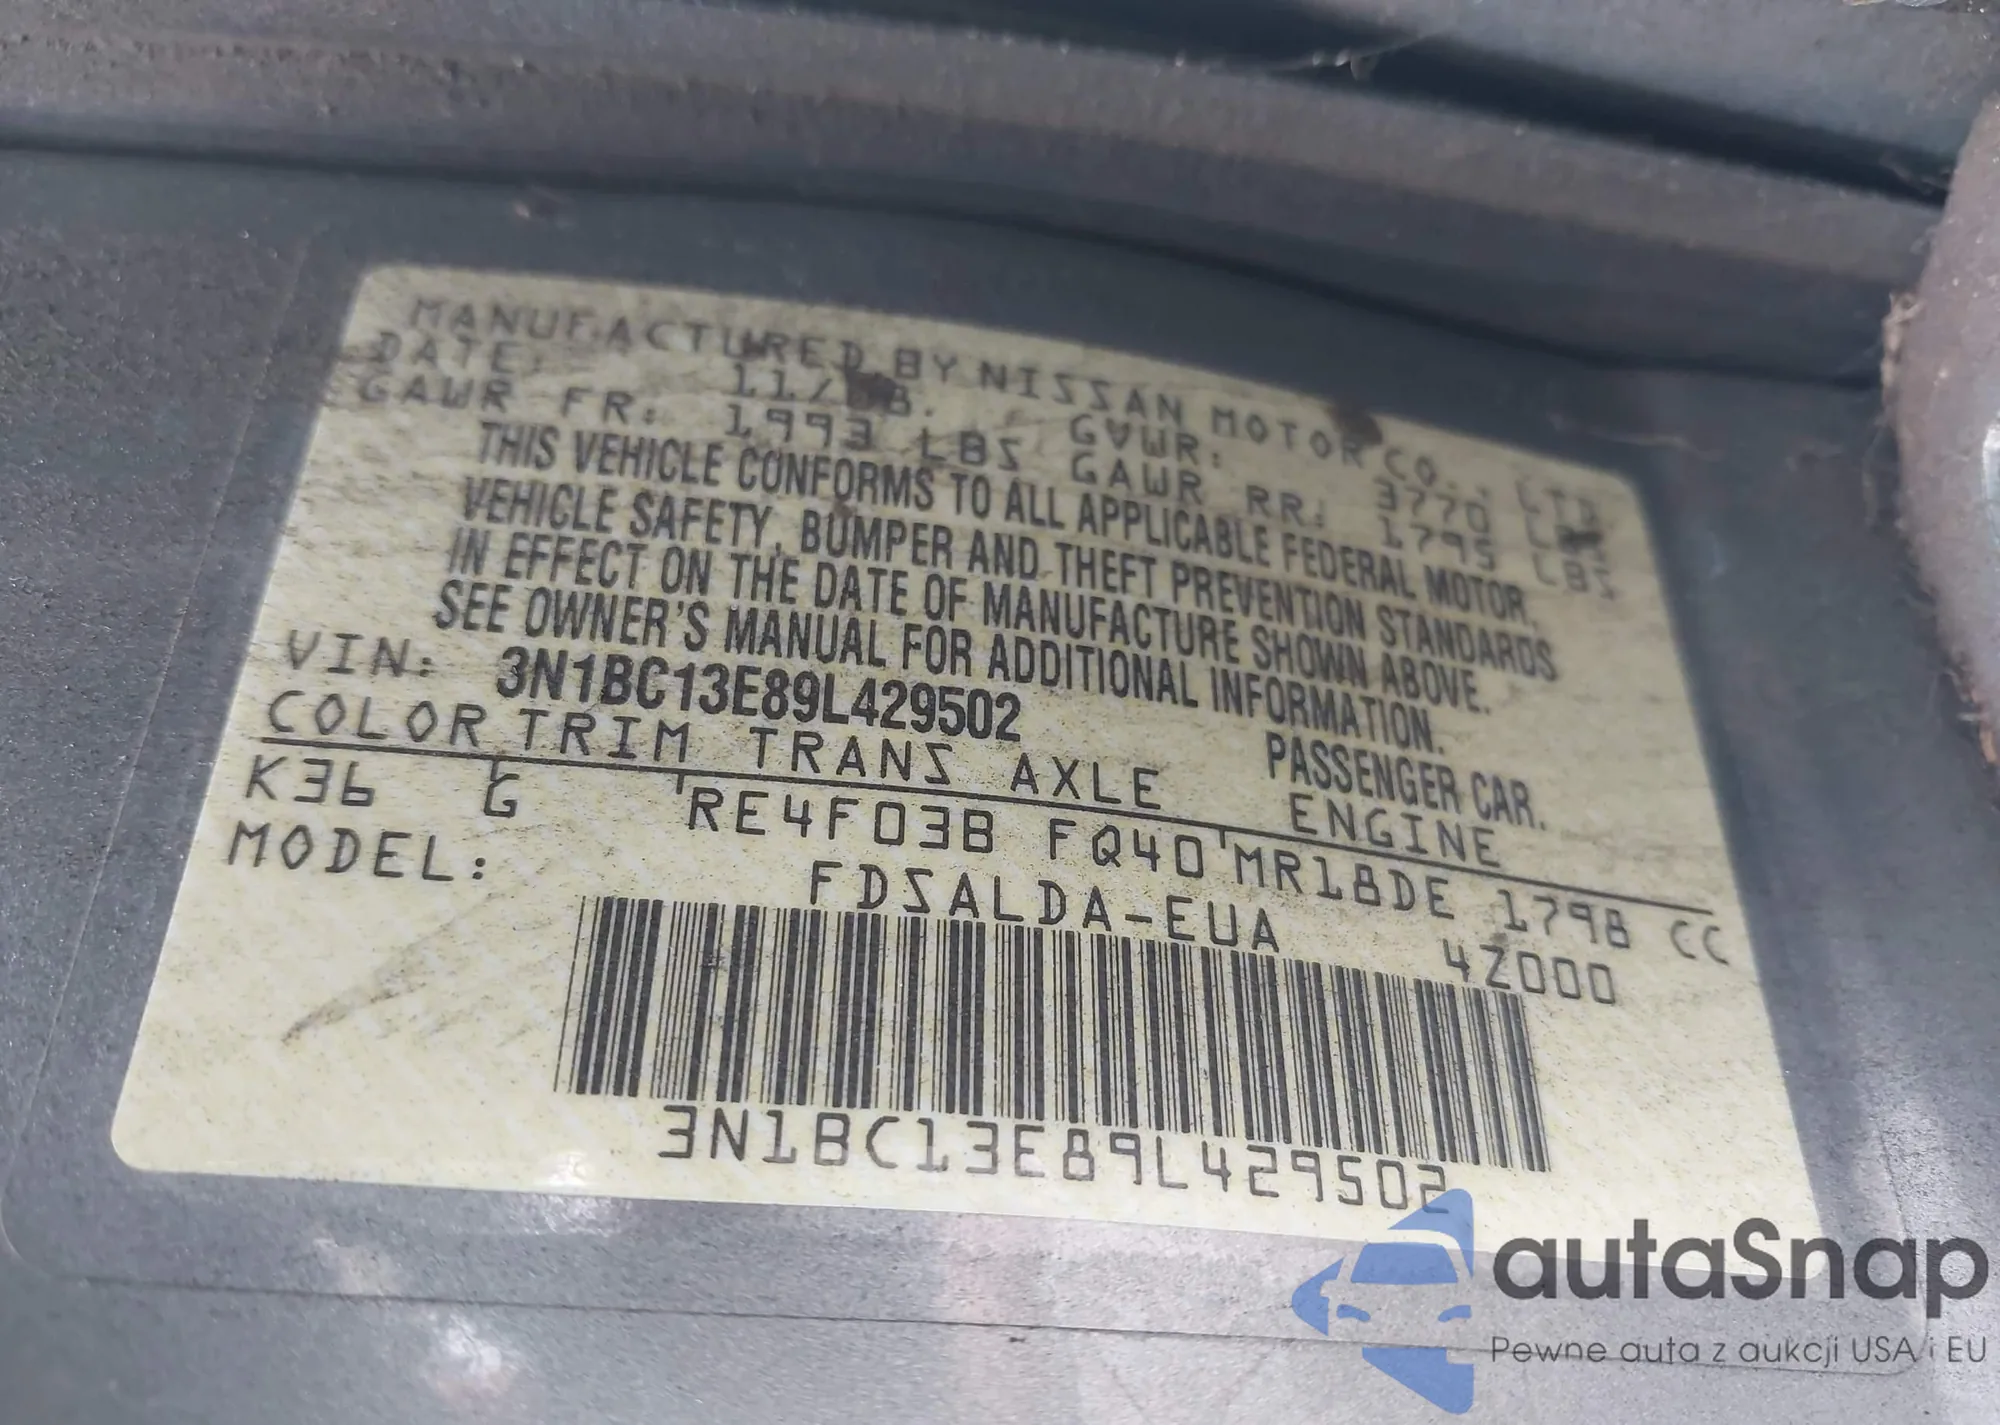 MANUFACTURED BY NISSAN MOTOR CO., LTD
DATE: 11/08. GVWR: 3770 LBS
GAWR FR: 1993 LBS GAWR RR: 1795 LBS
THIS VEHICLE CONFORMS TO ALL APPLICABLE FEDERAL MOTOR
VEHICLE SAFETY, BUMPER AND THEFT PREVENTION STANDARDS
IN EFFECT ON THE DATE OF MANUFACTURE SHOWN ABOVE.
SEE OWNER'S MANUAL FOR ADDITIONAL INFORMATION.
VIN: 3N1BC13E89L429502 PASSENGER CAR.
COLOR TRIM TRANS AXLE ENGINE
K36 G RE4F03B FQ40 MR18DE 1798 CC
MODEL: FDSALDA-EUA 4Z000
3N1BC13E89L429502
autaSnap
Pewne auta z aukcji USA i EU